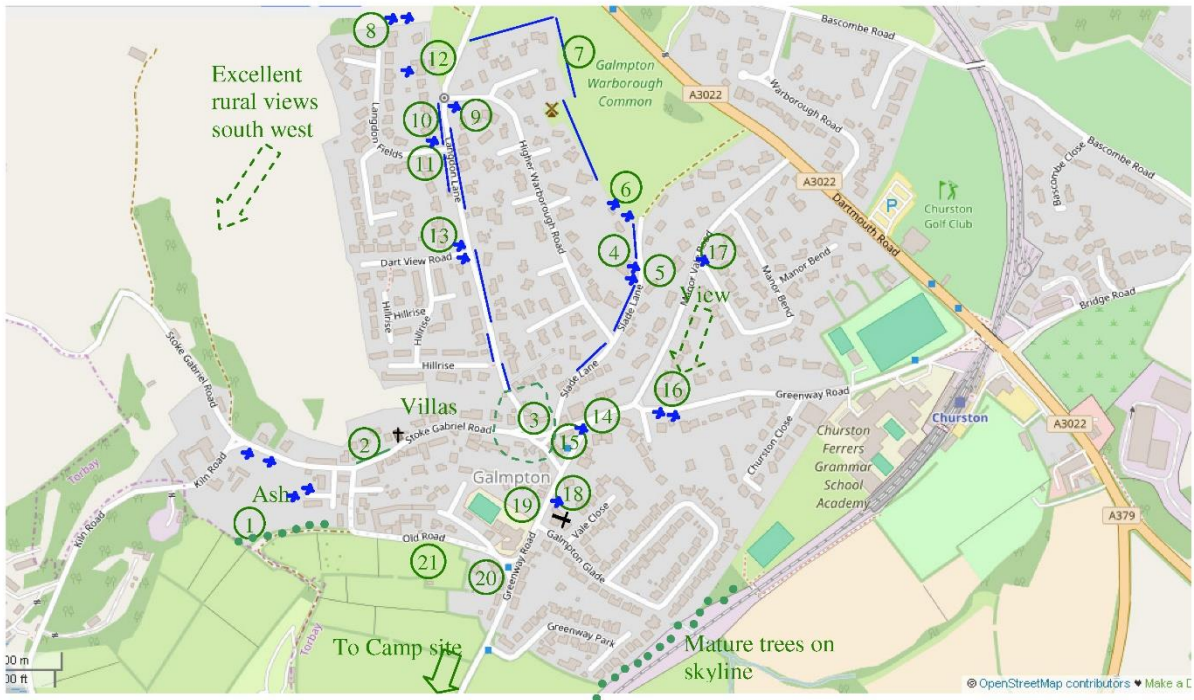 Bascombe Road
8
12
7
Galmpton
Warborough
Common
Excellent
rural views
south west
A3022
Warborough Road
Langdon
Fields
10
9
11
Langdon Lane
Higher Warborough Road
Bascombe Close
Bascombe Road
A3022
P
Churston
Golf Club
Dartmouth Road
6
13
4
5
17
Dart View Road
Manor Vale Road
Manor Bend
Manor Bend
View
Slade Lane
Bridge Road
Hillrise
Hillrise
Hillrise
Hillrise
Stoke Gabriel Road
Slade Lane
16
Greenway Road
Churston
Villas
3
14
A3022
2
Stoke Gabriel Road
15
Churston Close
Churston
Ferrers
Grammar
School
Academy
Torbay
Kiln Road
Galmpton
Ash
19
18
Vale Close
A379
1
Kiln Road
Old Road
21
20
Greenway Road
Galmpton Glade
Greenway Park
Torbay
To Camp site
Mature trees on
skyline
00 m
00 ft
© OpenStreetMap contributors ♥ Make a D